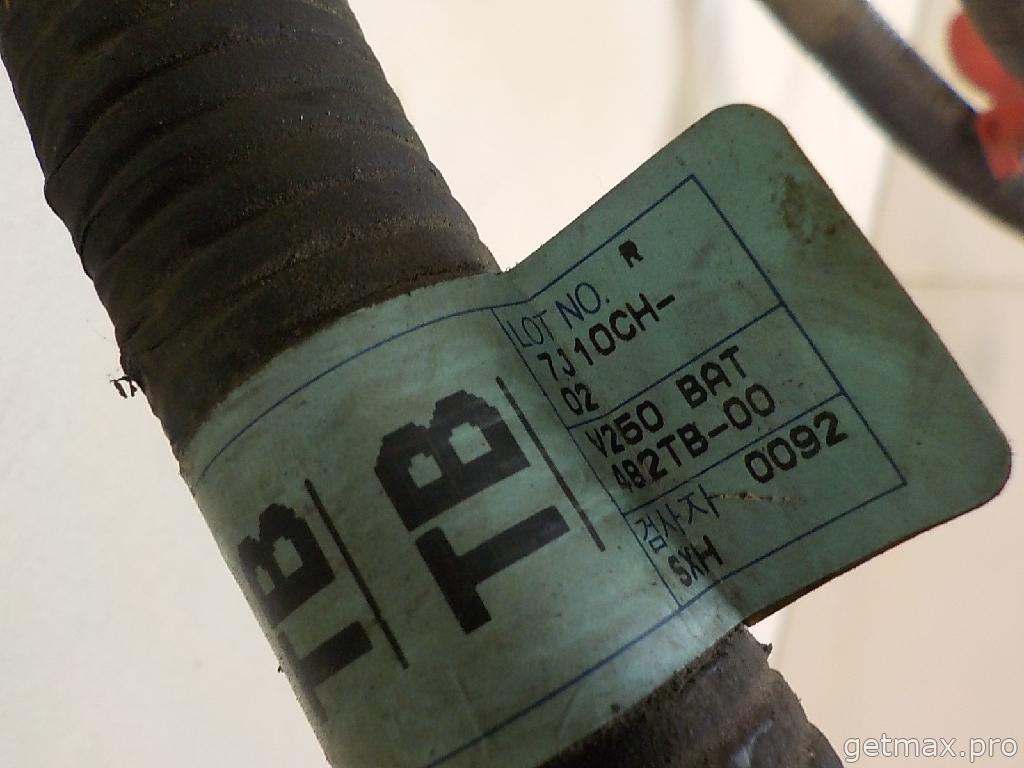 LOT NO. R
7J10CH-
02
V250 BAT
482TB-00
0092
검사자
SXH
TB
TB
getmax.pro